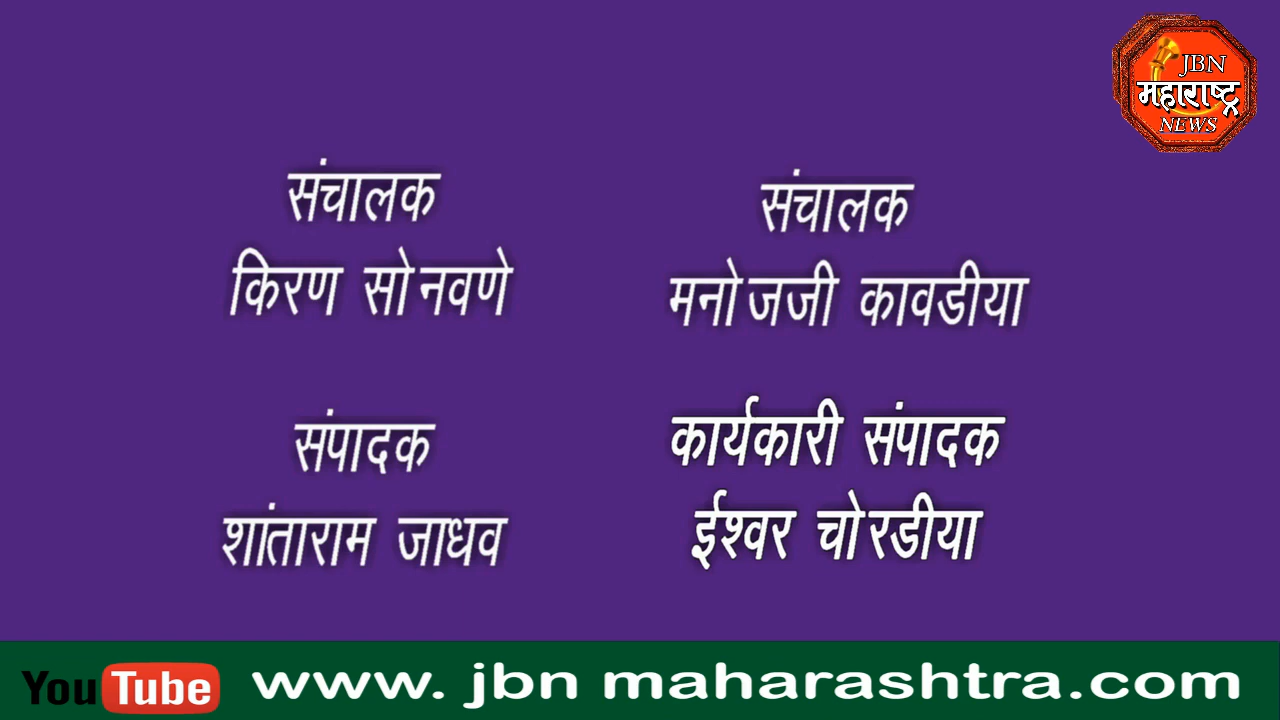 JBN
महाराष्ट्र
NEWS
संचालक
किरण सोनवणे
संचालक
मनोजजी कावडीया
संपादक
शांताराम जाधव
कार्यकारी संपादक
ईश्वर चोरडीया
YouTube www. jbn maharashtra.com